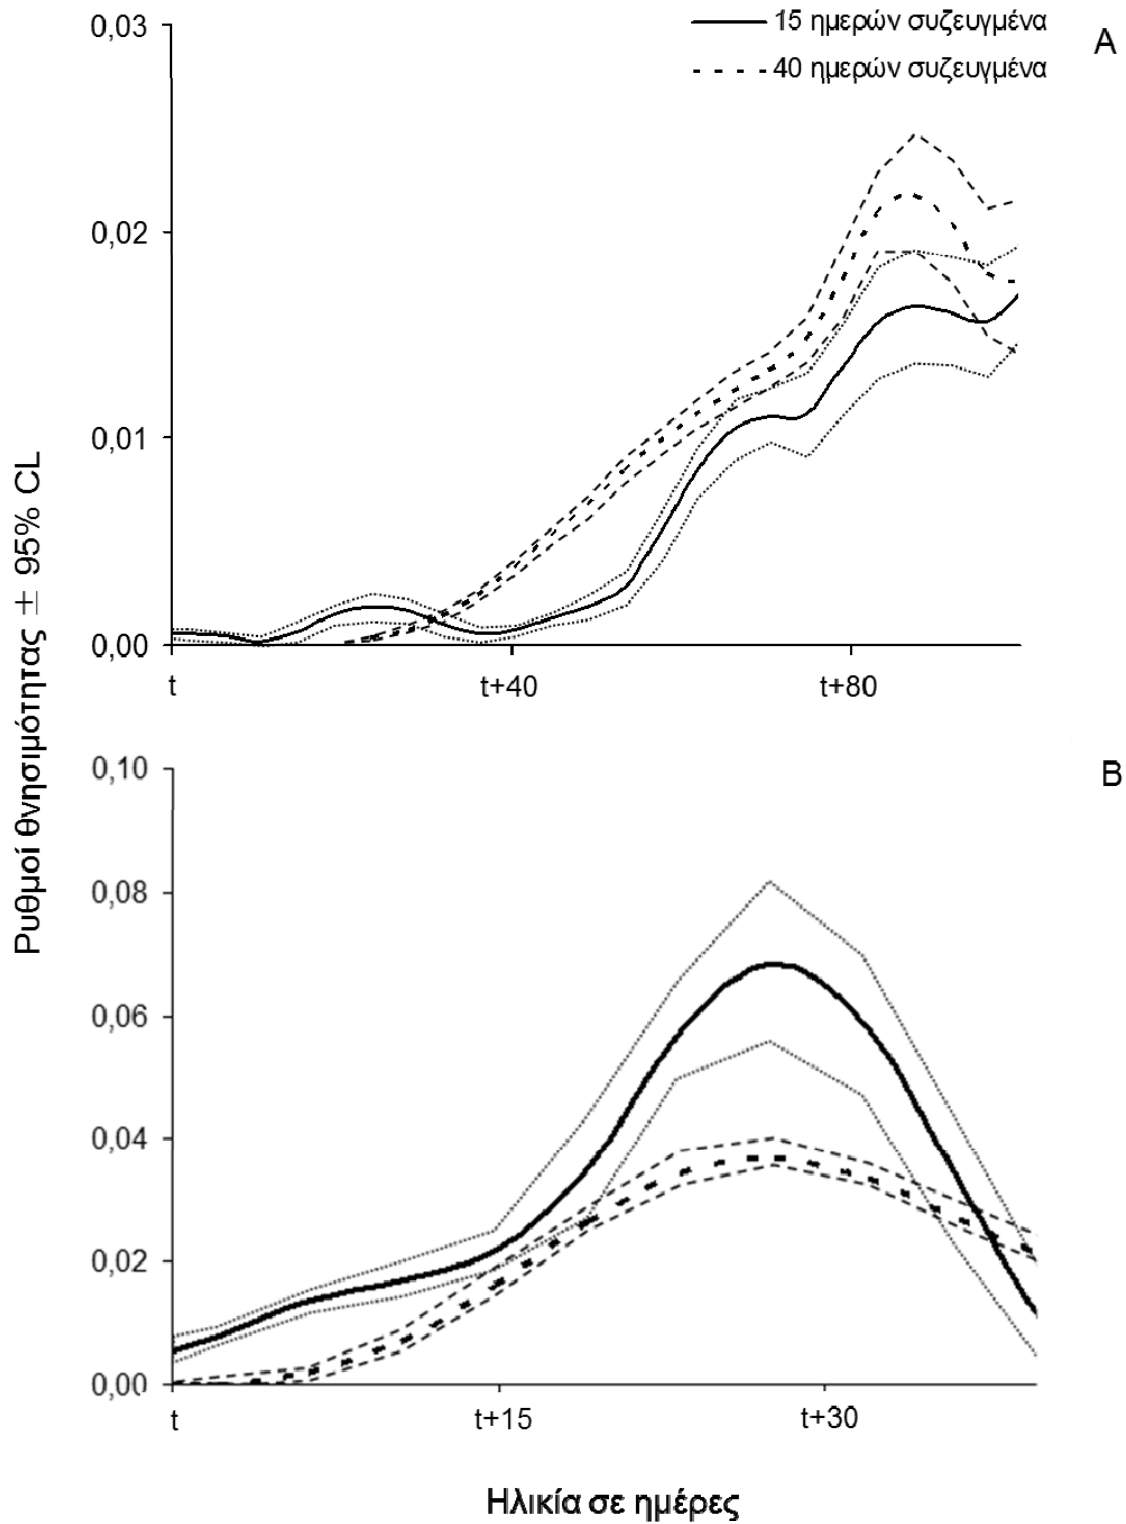 0,03
15 ημερών συζευγμένα
A
40 ημερών συζευγμένα
0,02
0,01
0,00
t
t+40
t+80
Ρυθμοί θνησιμότητας ± 95% CL
0,10
B
0,08
0,06
0,04
0,02
0,00
t
t+15
t+30
Ηλικία σε ημέρες